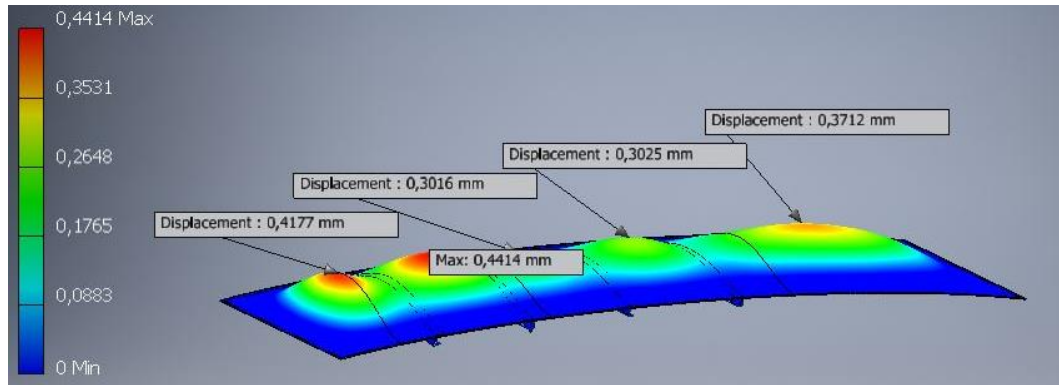 0,4414 Max
0,3531
0,2648
0,1765
0,0883
0 Min
Displacement : 0,3712 mm
Displacement : 0,3025 mm
Displacement : 0,3016 mm
Displacement : 0,4177 mm
Max: 0,4414 mm